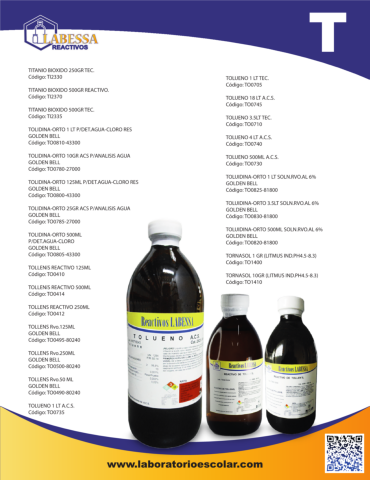 LABESSA
REACTIVOS
T
TITANIO BIOXIDO 250GR TEC.
Código: TI2330
TITANIO BIOXIDO 500GR REACTIVO.
Código: TI2370
TITANIO BIOXIDO 500GR TEC.
Código: TI2335
TOLIDINA-ORTO 1 LT P/DET.AGUA-CLORO RES
GOLDEN BELL
Código: TO0810-43300
TOLIDINA-ORTO 10GR ACS P/ANALISIS AGUA
GOLDEN BELL
Código: TO0780-27000
TOLIDINA-ORTO 125ML P/DET.AGUA-CLORO RES
GOLDEN BELL
Código: TO0800-43300
TOLIDINA-ORTO 25GR ACS P/ANALISIS AGUA
GOLDEN BELL
Código: TO0785-27000
TOLIDINA-ORTO 500ML
P/DET.AGUA-CLORO
GOLDEN BELL
Código: TO0805-43300
TOLLENIS REACTIVO 125ML
Código: TO0410
TOLLENIS REACTIVO 500ML
Código: TO0414
TOLLENS REACTIVO 250ML
Código: TO0412
TOLLENS Rvo.125ML
GOLDEN BELL
Código: TO0495-80240
TOLLENS Rvo.250ML
GOLDEN BELL
Código: TO0500-80240
TOLLENS Rvo.50 ML
GOLDEN BELL
Código: TO0490-80240
TOLUENO 1 LT A.C.S.
Código: TO0735
TOLUENO 1 LT TEC.
Código: TO0705
TOLUENO 18 LT A.C.S.
Código: TO0745
TOLUENO 3.5LT TEC.
Código: TO0710
TOLUENO 4 LT A.C.S.
Código: TO0740
TOLUENO 500ML A.C.S.
Código: TO0730
TOLUIDINA-ORTO 1 LT SOLN.RVO.AL 6%
GOLDEN BELL
Código: TO0825-81800
TOLUIDINA-ORTO 3.5LT SOLN.RVO.AL 6%
GOLDEN BELL
Código: TO0830-81800
TOLUIDINA-ORTO 500ML SOLN.RVO.AL 6%
GOLDEN BELL
Código: TO0820-81800
TORNASOL 1 GR (LITMUS IND.PH4.5-8.3)
Código: TO1400
TORNASOL 10GR (LITMUS IND.PH4.5-8.3)
Código: TO1410
Reactivos LABESSA
TOLUENO A.C.S.
Reactivos LABESSA
www.laboratorioescolar.com